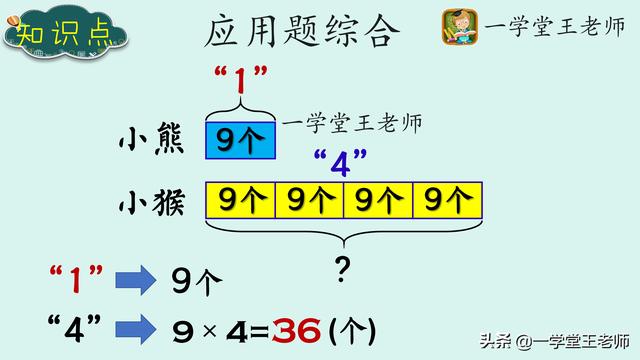 知识点
应用题综合
一学堂王老师
“1”
小熊 9个 一学堂王老师
“4”
小猴 9个 9个 9个 9个
?
“1” 9个
“4” 9×4=36(个)
头条 @一学堂王老师